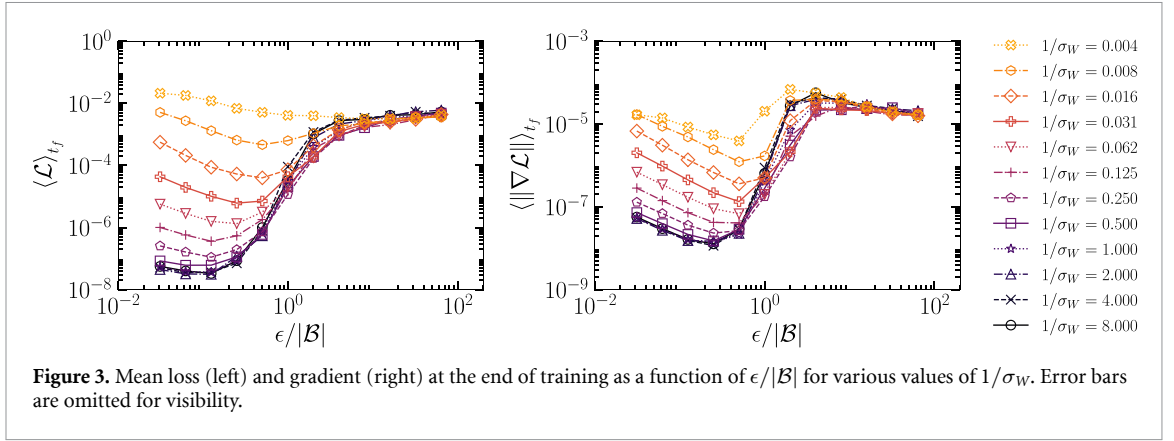 10^0
10^{-2}
10^{-4}
10^{-6}
10^{-8}
⟨𝓛⟩_{t_f}
10^{-2} 10^0 10^2
ϵ/|𝓑|
10^{-3}
10^{-5}
10^{-7}
10^{-9}
⟨‖∇𝓛‖⟩_{t_f}
10^{-2} 10^0 10^2
ϵ/|𝓑|
1/σ_W = 0.004
1/σ_W = 0.008
1/σ_W = 0.016
1/σ_W = 0.031
1/σ_W = 0.062
1/σ_W = 0.125
1/σ_W = 0.250
1/σ_W = 0.500
1/σ_W = 1.000
1/σ_W = 2.000
1/σ_W = 4.000
1/σ_W = 8.000
Figure 3. Mean loss (left) and gradient (right) at the end of training as a function of ϵ/|𝓑| for various values of 1/σ_W. Error bars
are omitted for visibility.